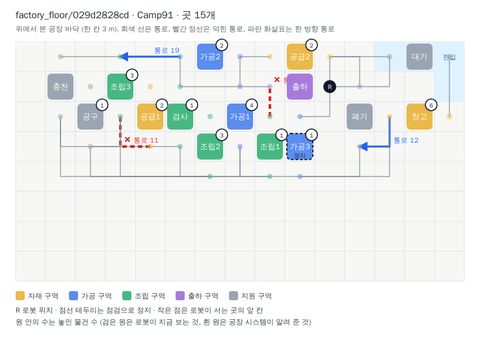 factory_floor/029d2828cd · Camp91 · 곳 15개
위에서 본 공장 바닥 (한 칸 3 m). 회색 선은 통로, 빨간 점선은 막힌 통로, 파란 화살표는 한 방향 통로
통로 19
가공2 2
공급2 2
대기
진입
충전
조립3 3
출하
R
공구 1
공급1 2
검사 1
가공1 4
폐기
창고 6
통로 11
조립2 3
조립1 1
가공3 1
통로 12
자재 구역 가공 구역 조립 구역 출하 구역 지원 구역
R 로봇 위치 · 점선 테두리는 점검으로 정지 · 작은 점은 로봇이 서는 곳의 앞 칸
원 안의 수는 놓인 물건 수 (검은 원은 로봇이 지금 보는 것, 흰 원은 공장 시스템이 알려 준 것)